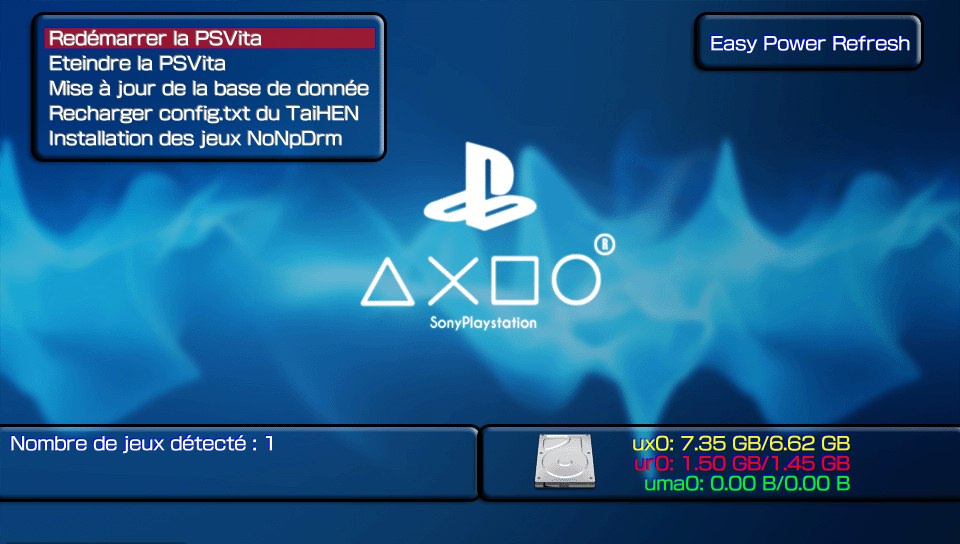 Redémarrer la PSVita
Eteindre la PSVita
Mise à jour de la base de donnée
Recharger config.txt du TaiHEN
Installation des jeux NoNpDrm
Easy Power Refresh
®
SonyPlaystation
Nombre de jeux détecté : 1
ux0: 7.35 GB/6.62 GB
ur0: 1.50 GB/1.45 GB
uma0: 0.00 B/0.00 B